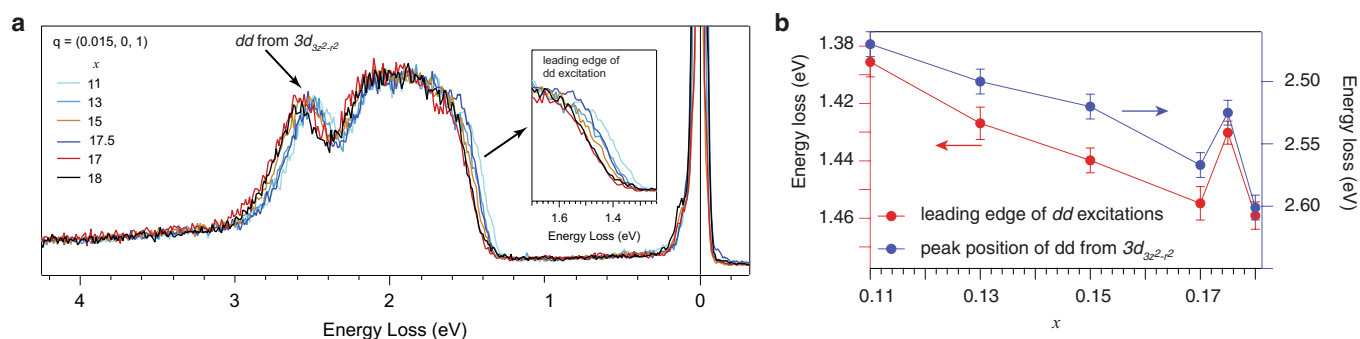 a
q = (0.015, 0, 1)
x
11
13
15
17.5
17
18
dd from 3d3z²-r²
leading edge of
dd excitation
1.6 1.4
Energy Loss (eV)
4 3 2 1 0
Energy Loss (eV)
b
1.38
1.42
1.44
1.46
Energy loss (eV)
2.50
2.55
2.60
Energy loss (eV)
leading edge of dd excitations
peak position of dd from 3d3z²-r²
0.11 0.13 0.15 0.17
x